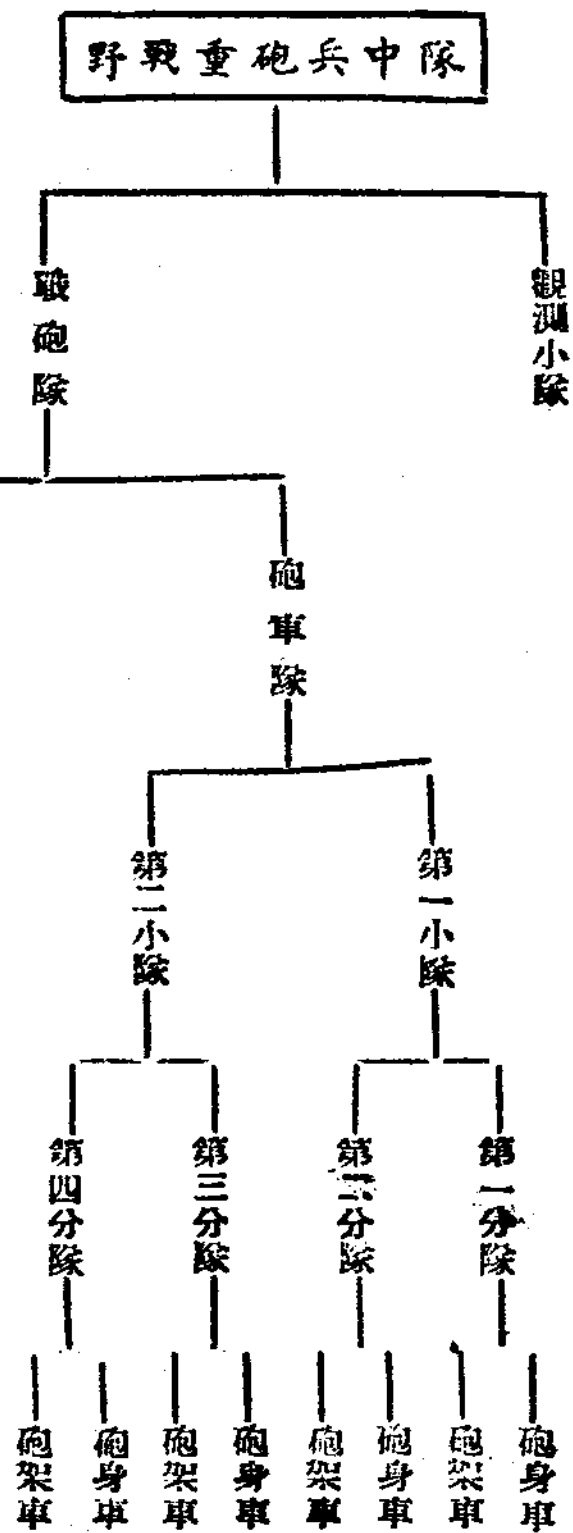 野戰重砲兵中隊
觀測小隊
戰砲隊
砲車隊
第一小隊
第二小隊
第一分隊
第二分隊
第三分隊
第四分隊
砲身車
砲架車
砲身車
砲架車
砲身車
砲架車
砲身車
砲架車